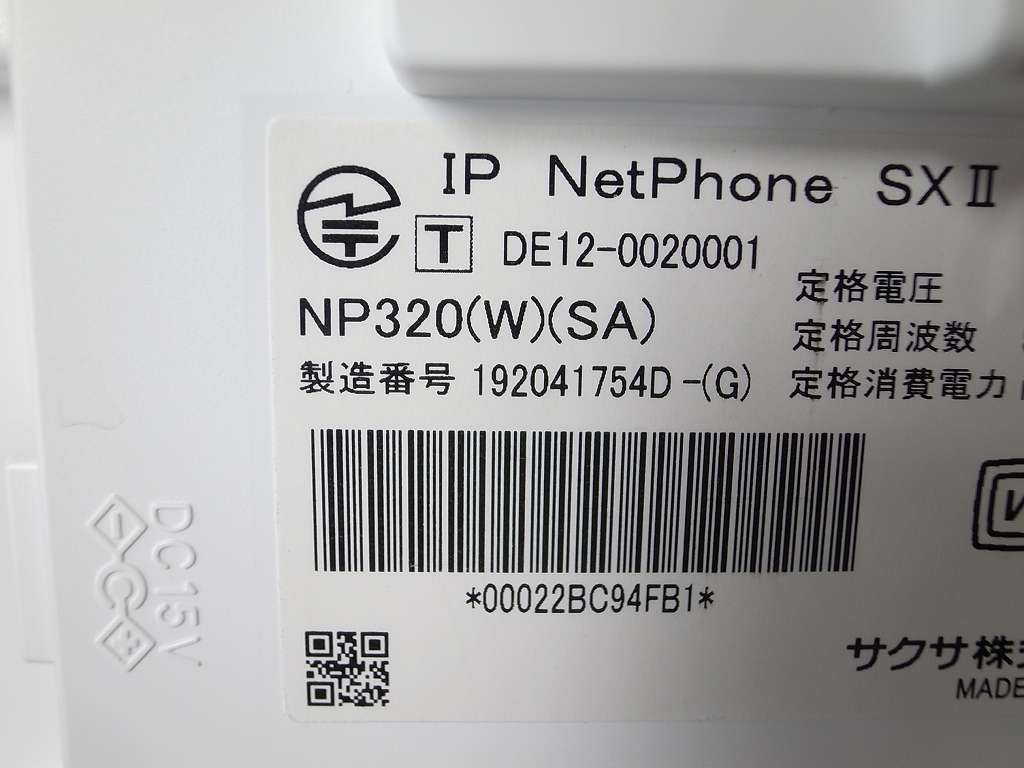 IP NetPhone SXⅡ
T DE12-0020001
定格電圧
NP320(W)(SA)
定格周波数
製造番号 192041754D-(G)
定格消費電力
*00022BC94FB1*
DC15V
サクサ株
MADE